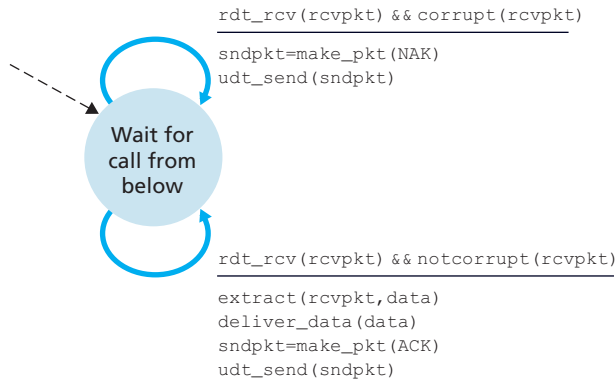 rdt_rcv(rcvpkt) && corrupt(rcvpkt)
sndpkt=make_pkt(NAK)
udt_send(sndpkt)
Wait for
call from
below
rdt_rcv(rcvpkt) && notcorrupt(rcvpkt)
extract(rcvpkt,data)
deliver_data(data)
sndpkt=make_pkt(ACK)
udt_send(sndpkt)